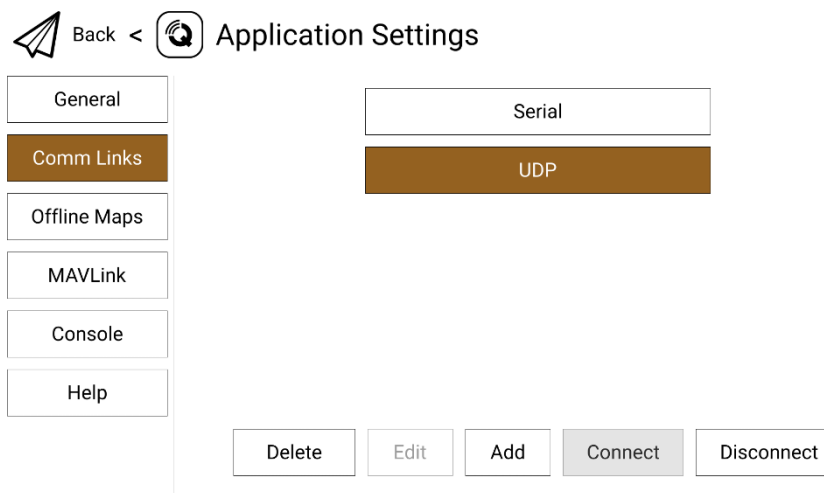 Back < Application Settings
General
Comm Links
Offline Maps
MAVLink
Console
Help
Serial
UDP
Delete Edit Add Connect Disconnect